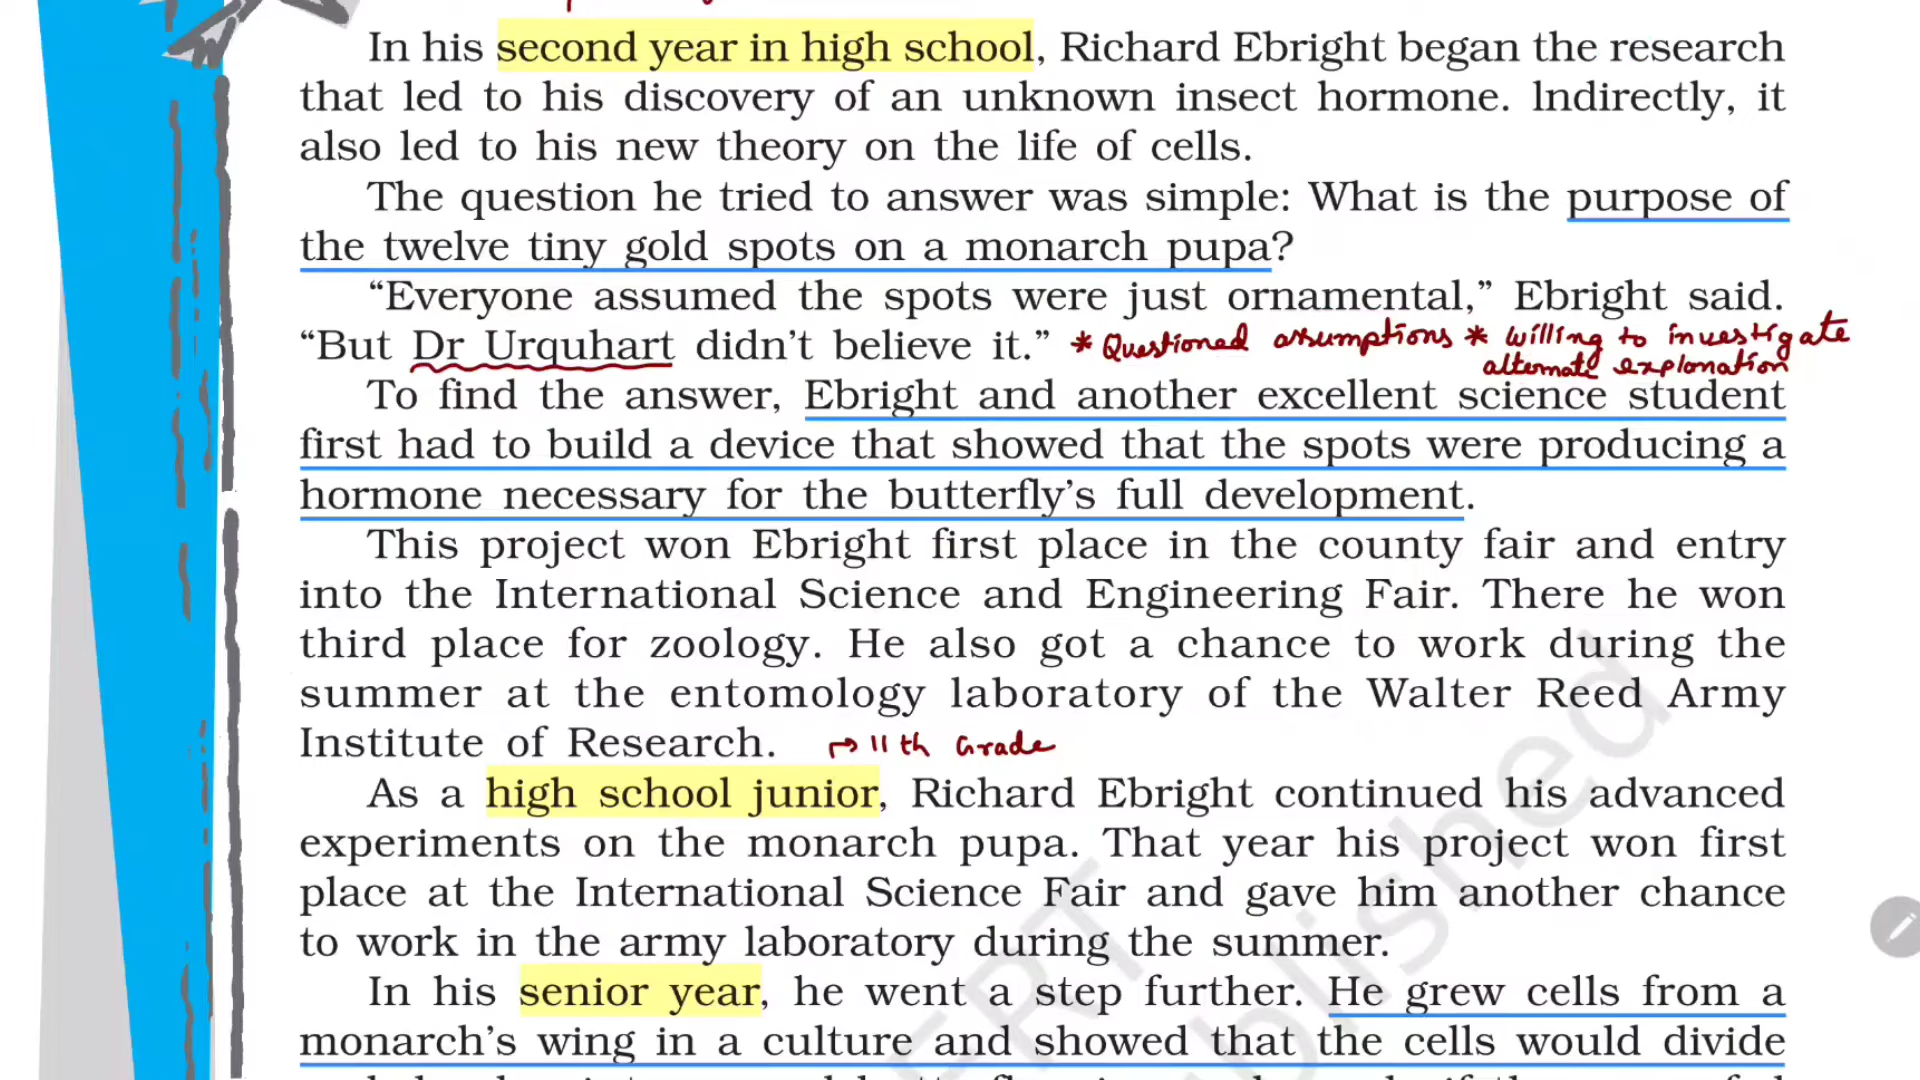 In his second year in high school, Richard Ebright began the research
that led to his discovery of an unknown insect hormone. Indirectly, it
also led to his new theory on the life of cells.
The question he tried to answer was simple: What is the purpose of
the twelve tiny gold spots on a monarch pupa?
“Everyone assumed the spots were just ornamental,” Ebright said.
“But Dr Urquhart didn’t believe it.” * Questioned assumptions * willing to investigate
alternate explanation
To find the answer, Ebright and another excellent science student
first had to build a device that showed that the spots were producing a
hormone necessary for the butterfly’s full development.
This project won Ebright first place in the county fair and entry
into the International Science and Engineering Fair. There he won
third place for zoology. He also got a chance to work during the
summer at the entomology laboratory of the Walter Reed Army
Institute of Research. → 11th Grade
As a high school junior, Richard Ebright continued his advanced
experiments on the monarch pupa. That year his project won first
place at the International Science Fair and gave him another chance
to work in the army laboratory during the summer.
In his senior year, he went a step further. He grew cells from a
monarch’s wing in a culture and showed that the cells would divide